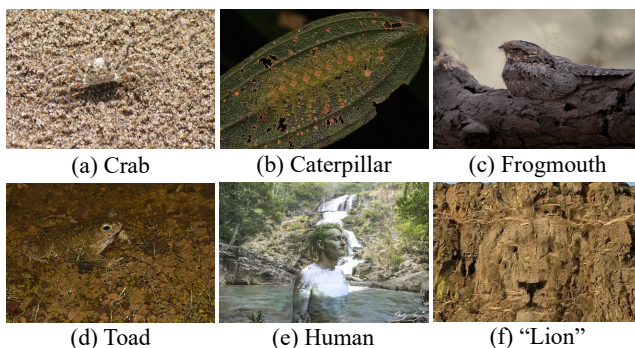 (a) Crab
(b) Caterpillar
(c) Frogmouth
(d) Toad
(e) Human
(f) “Lion”